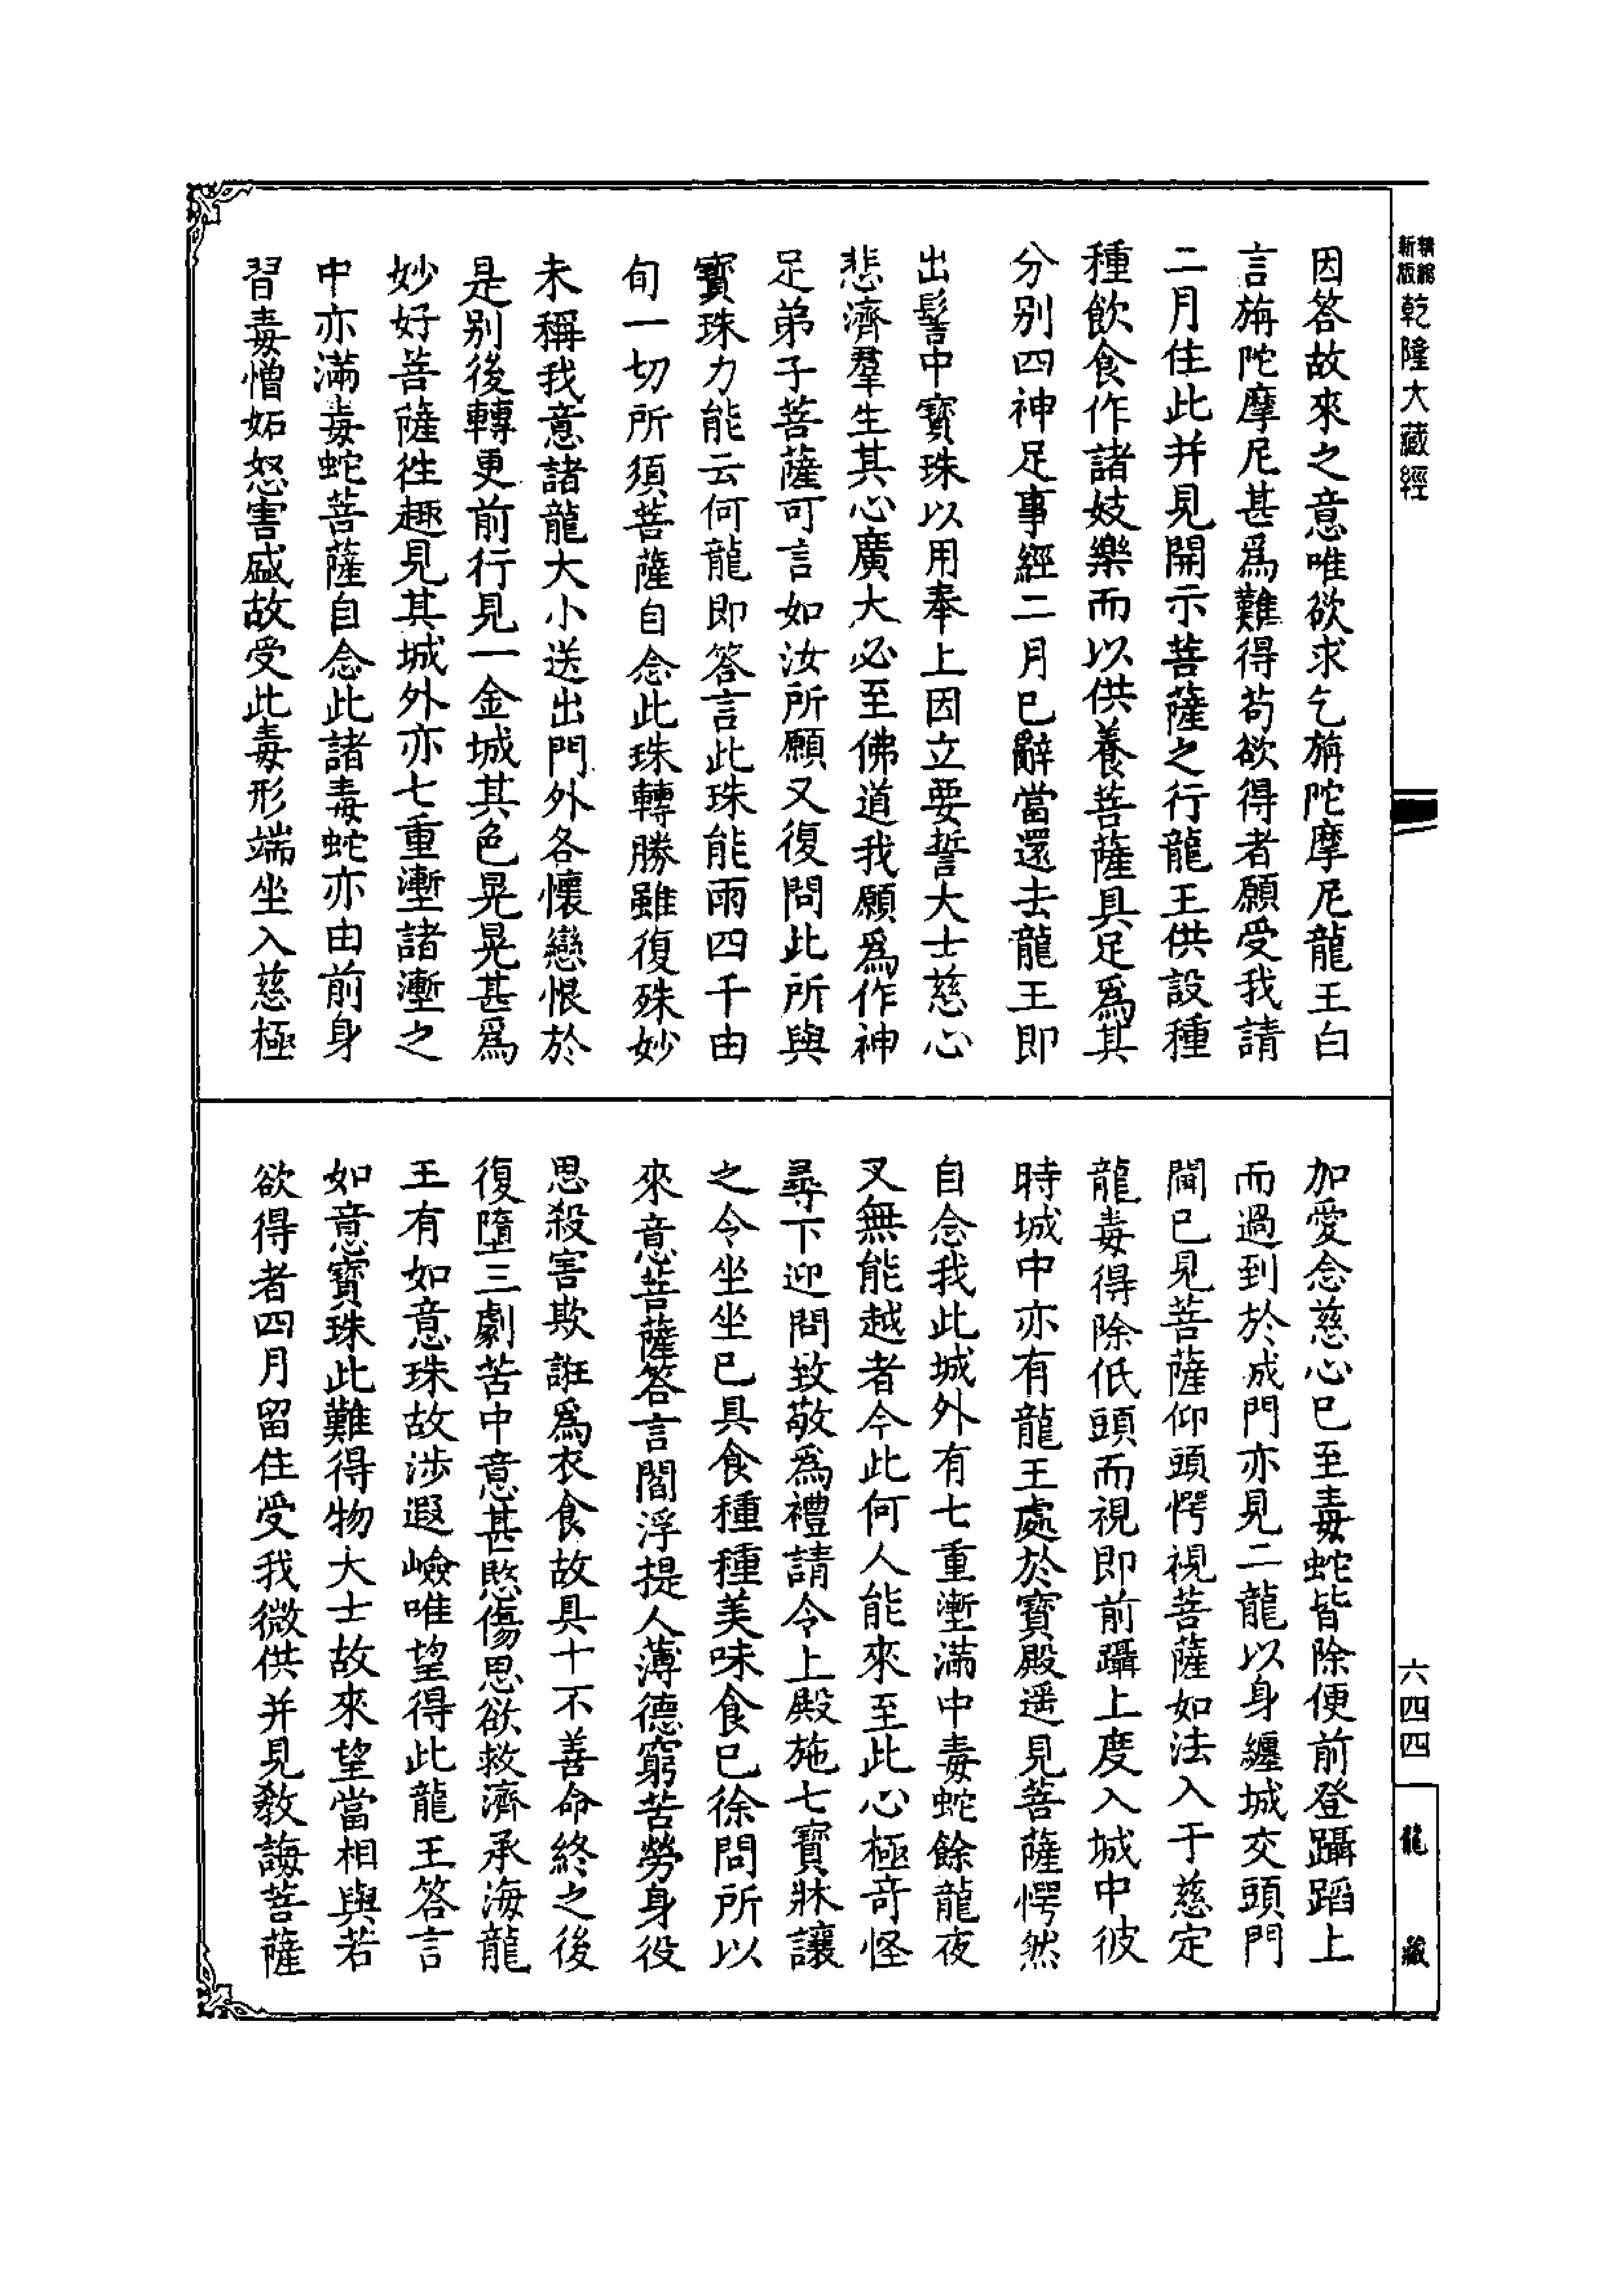 精縮
新版
乾隆大藏經
因答故來之意唯欲求乞旃陀摩尼龍王白
言旃陀摩尼甚爲難得苟欲得者願受我請
二月住此并見開示菩薩之行龍王供設種
種飲食作諸妓樂而以供養菩薩具足爲其
分別四神足事經二月已辭當還去龍王即
出髻中寶珠以用奉上因立要誓大士慈心
悲濟羣生其心廣大必至佛道我願爲作神
足弟子菩薩可言如汝所願又復問此所與
寶珠力能云何龍即答言此珠能雨四千由
旬一切所須菩薩自念此珠轉勝雖復殊妙
未稱我意諸龍大小送出門外各懷戀恨於
是別後轉更前行見一金城其色晃晃甚爲
妙好菩薩徃趣見其城外亦七重壍諸壍之
中亦滿毒蛇菩薩自念此諸毒蛇亦由前身
習毒憎妬怒害盛故受此毒形端坐入慈極
加愛念慈心已至毒蛇皆除便前登躡蹈上
而過到於成門亦見二龍以身纏城交頭門
閫已見菩薩仰頭愕視菩薩如法入于慈定
龍毒得除低頭而視即前躡上度入城中彼
時城中亦有龍王處於寶殿遥見菩薩愕然
自念我此城外有七重壍滿中毒蛇餘龍夜
叉無能越者今此何人能來至此心極竒怪
尋下迎問致敬爲禮請令上殿施七寶牀讓
之令坐坐已具食種種美味食已徐問所以
來意菩薩答言閻浮提人薄德窮苦勞身役
思殺害欺誑爲衣食故具十不善命終之後
復墮三劇苦中意甚愍傷思欲救濟承海龍
王有如意珠故涉遐嶮唯望得此龍王答言
如意寶珠此難得物大士故來望當相與若
欲得者四月留住受我微供并見敎誨菩薩
六四四
龍藏